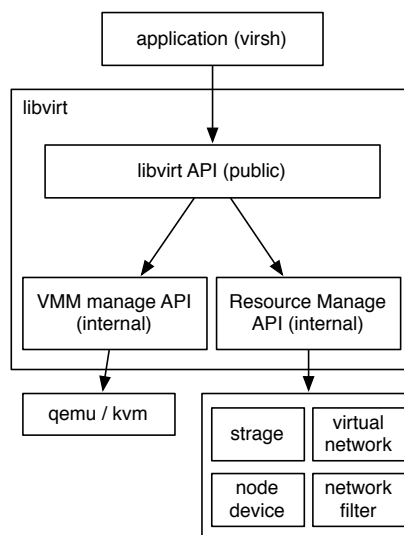 application (virsh)
libvirt
libvirt API (public)
VMM manage API
(internal)
Resource Manage
API (internal)
qemu / kvm
strage
virtual
network
node
device
network
filter